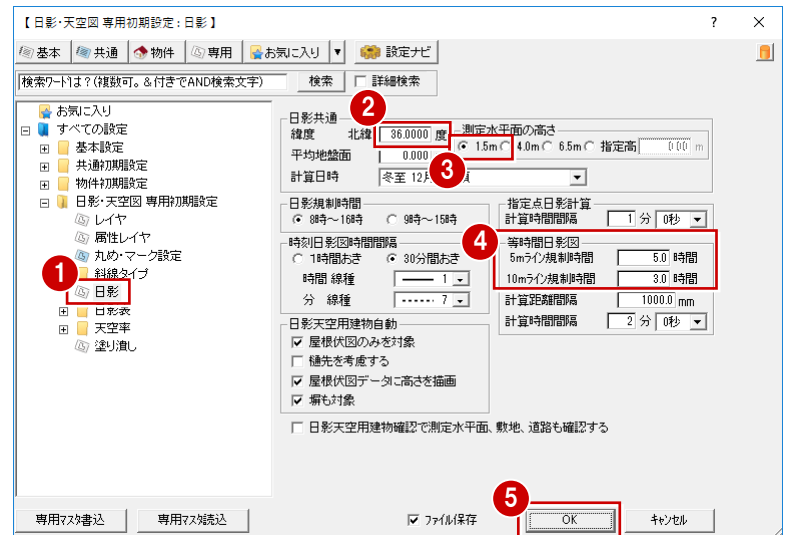 【 日影・天空図 専用初期設定 : 日影 】 ? ×
基本 共通 物件 専用 お気に入り ▼ 設定ナビ
検索ワードは？(複数可。&付きでAND検索文字) 検索 詳細検索
お気に入り
すべての設定
基本設定
共通初期設定
物件初期設定
日影・天空図 専用初期設定
レイヤ
属性レイヤ
丸め・マーク設定
斜線タイプ
1
日影
日影表
天空率
塗り潰し
日影共通
2
緯度 北緯 36.0000 度
平均地盤面 0.000
計算日時 冬至 12月
測定水平面の高さ
1.5m 4.0m 6.5m 指定高 0.00 m
3
日影規制時間
8時～16時 9時～15時
時刻日影図時間間隔
1時間おき 30分間おき
時間 線種 1
分 線種 7
日影天空用建物自動
屋根伏図のみを対象
樋先を考慮する
屋根伏図データに高さを描画
塀も対象
日影天空用建物確認で測定水平面、敷地、道路も確認する
指定点日影計算
計算時間間隔 1 分 0秒
4
等時間日影図
5mライン規制時間 5.0 時間
10mライン規制時間 3.0 時間
計算距離間隔 1000.0 mm
計算時間間隔 2 分 0秒
5
専用マスタ書込 専用マスタ読込 ファイル保存 OK キャンセル